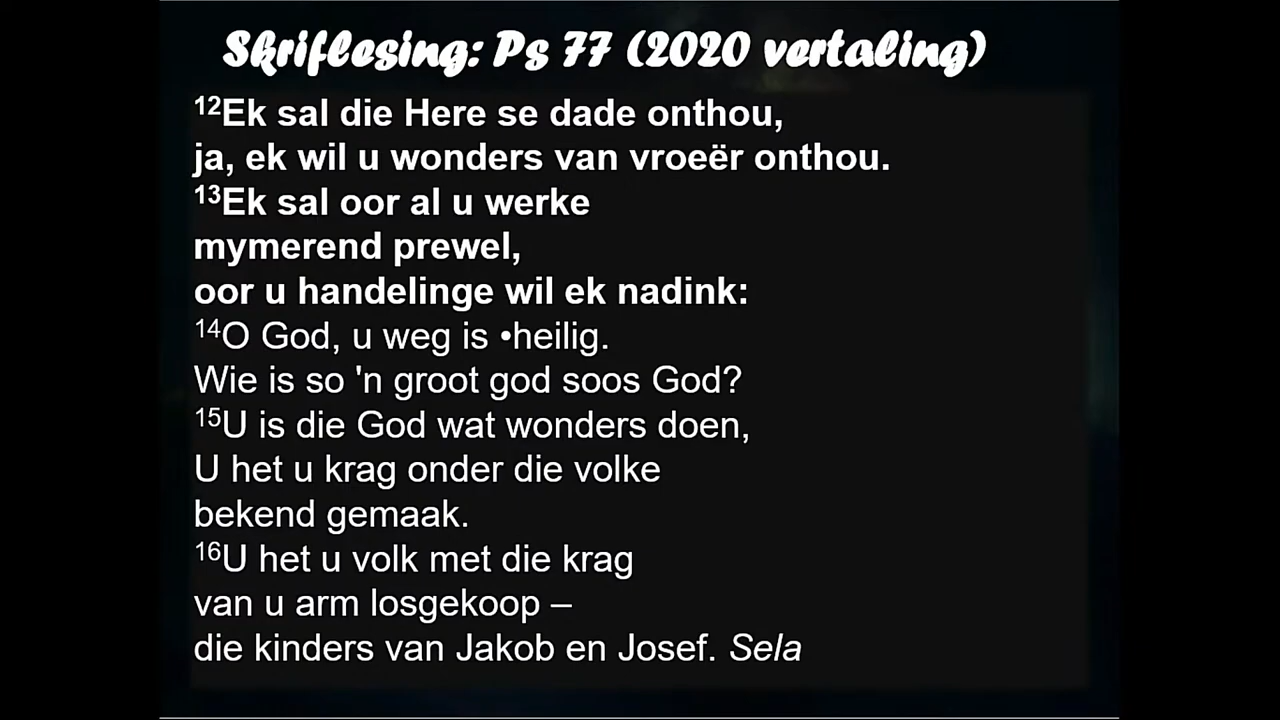 Skriflesing: Ps 77 (2020 vertaling)
¹²Ek sal die Here se dade onthou,
ja, ek wil u wonders van vroeër onthou.
¹³Ek sal oor al u werke
mymerend prewel,
oor u handelinge wil ek nadink:
¹⁴O God, u weg is •heilig.
Wie is so 'n groot god soos God?
¹⁵U is die God wat wonders doen,
U het u krag onder die volke
bekend gemaak.
¹⁶U het u volk met die krag
van u arm losgekoop –
die kinders van Jakob en Josef. Sela